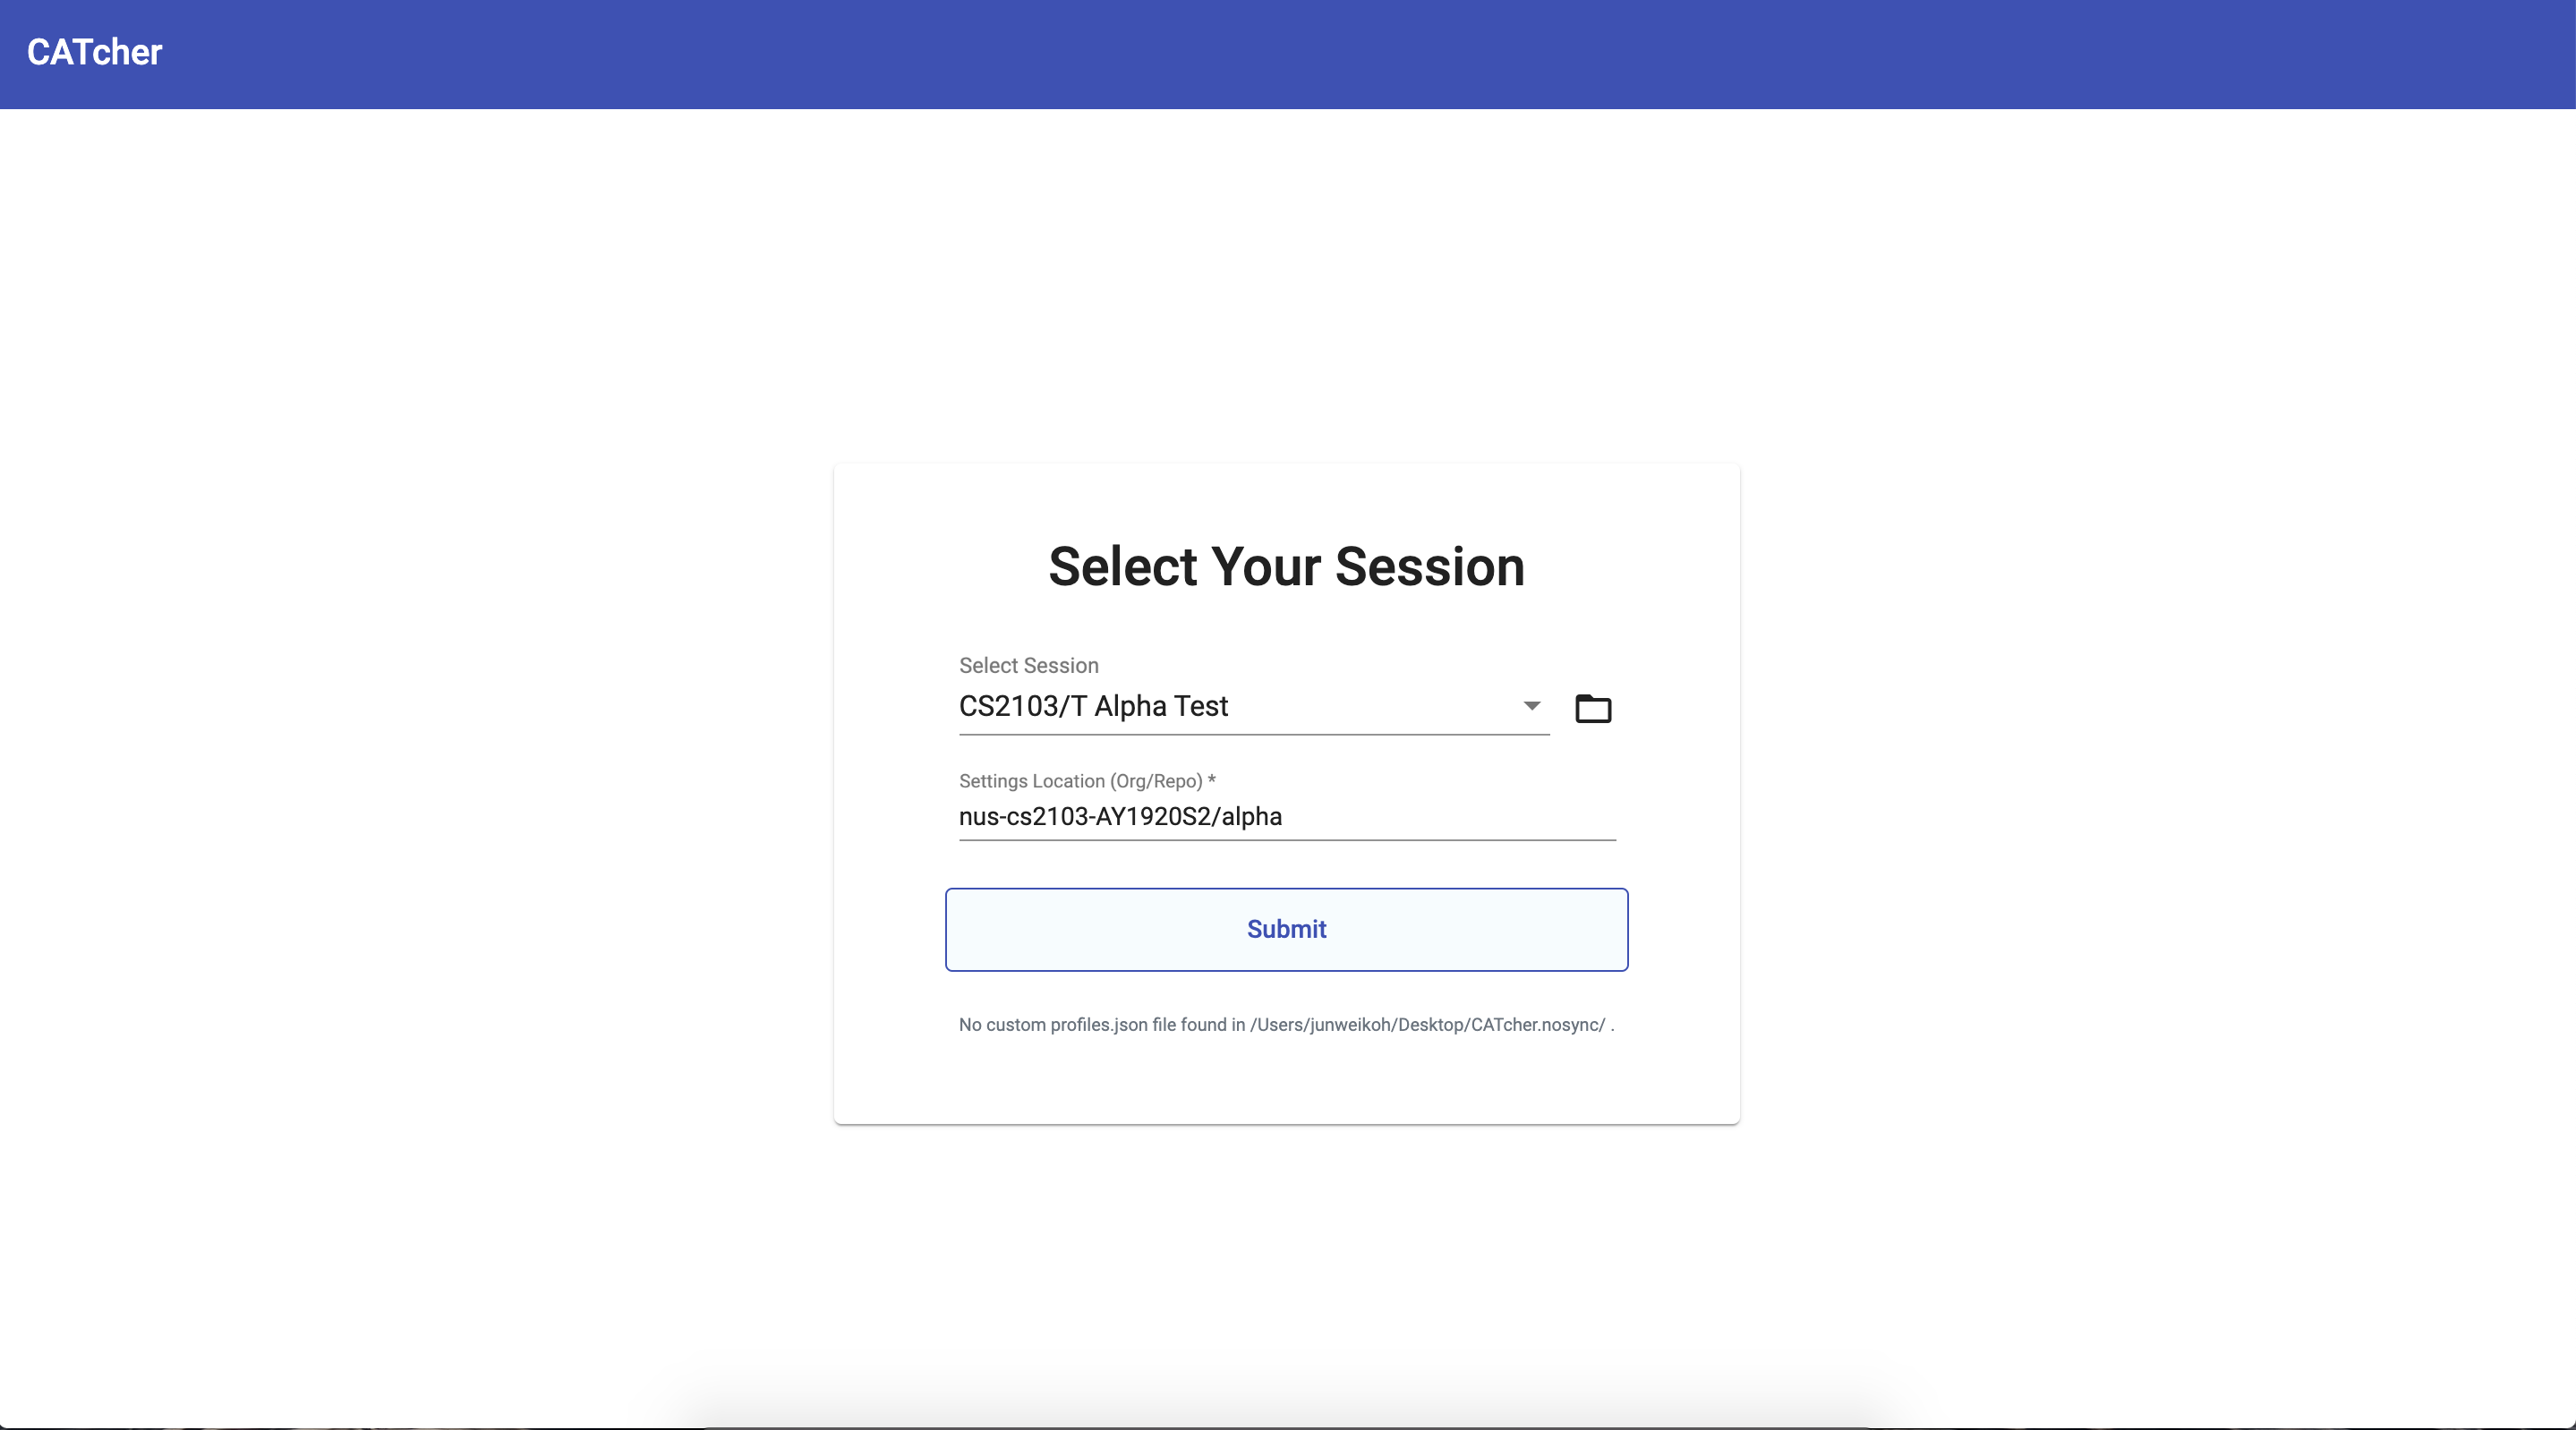 CATcher
Select Your Session
Select Session
CS2103/T Alpha Test
Settings Location (Org/Repo) *
nus-cs2103-AY1920S2/alpha
Submit
No custom profiles.json file found in /Users/junweikoh/Desktop/CATcher.nosync/ .